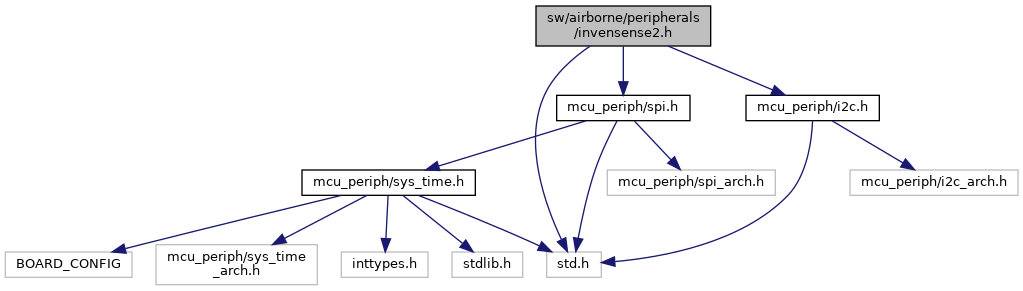 sw/airborne/peripherals
/invensense2.h
mcu_periph/spi.h
mcu_periph/i2c.h
mcu_periph/sys_time.h
mcu_periph/spi_arch.h
mcu_periph/i2c_arch.h
BOARD_CONFIG
mcu_periph/sys_time
_arch.h
inttypes.h
stdlib.h
std.h